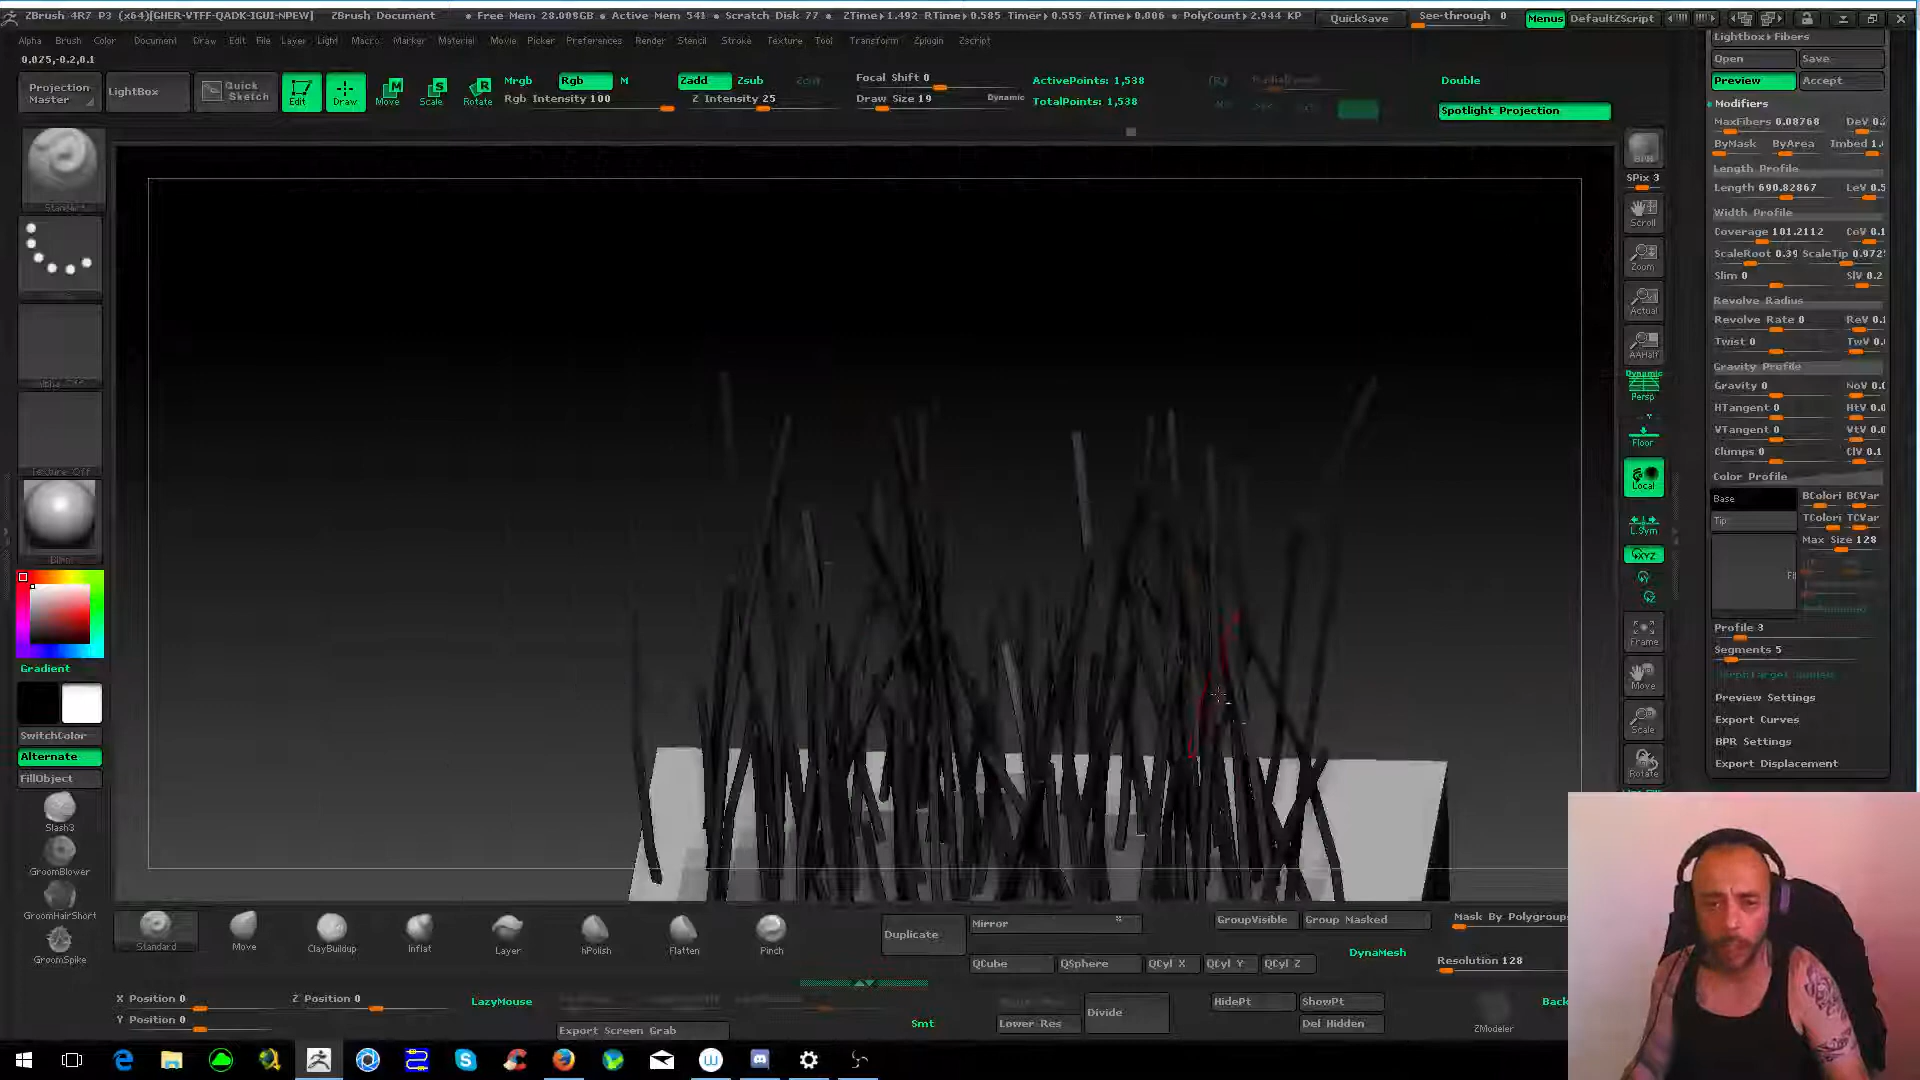 ZBrush 4R7 P3 (x64)[GHER-VTFF-QADK-IGUI-NPEW] ZBrush Document • Free Mem 28.008GB • Active Mem 541 • Scratch Disk 77 • ZTime▸1.492 RTime▸0.585 Timer▸0.555 ATime▸0.006 • PolyCount▸2.944 KP QuickSave See-through 0 Menus DefaultZScript
Alpha Brush Color Document Draw Edit File Layer Light Macro Marker Material Movie Picker Preferences Render Stencil Stroke Texture Tool Transform Zplugin Zscript
0.025,-0.2,0.1
Projection Master
LightBox
Quick Sketch
Edit
Draw
Move
Scale
Rotate
Mrgb Rgb M
Rgb Intensity 100
Zadd Zsub
Z Intensity 25
Focal Shift 0
Draw Size 19 Dynamic
ActivePoints: 1,538
TotalPoints: 1,538
Double
Spotlight Projection
Gradient
SwitchColor
Alternate
FillObject
Slash3
GroomBlower
GroomHairShort
GroomSpike
BPR
SPix 3
Scroll
Zoom
Actual
AAHalf
Dynamic
Persp
Floor
Local
L.Sym
XYZ
Frame
Move
Scale
Rotate
Lightbox▸Fibers
Open Save
Preview Accept
Modifiers
MaxFibers 0.08768
ByMask ByArea
Length Profile
Length 690.82867
Width Profile
Coverage 101.2112
ScaleRoot 0.39
Slim 0
Revolve Radius
Revolve Rate 0
Twist 0
Gravity Profile
Gravity 0
HTangent 0
VTangent 0
Clumps 0
Color Profile
Base BColori BCVar
Tip TColori TCVar
Max Size 128
Profile 3
Segments 5
Preview Settings
Export Curves
BPR Settings
Export Displacement
Standard
Move
ClayBuildup
Inflat
Layer
hPolish
Flatten
Pinch
Duplicate
Mirror
QCube QSphere QCyl X QCyl Y QCyl Z
GroupVisible Group Masked
Mask By Polygroups
DynaMesh
Resolution 128
X Position 0
Y Position 0
Z Position 0
LazyMouse
Export Screen Grab
Smt
Lower Res
Divide
HidePt ShowPt
Del Hidden
ZModeler